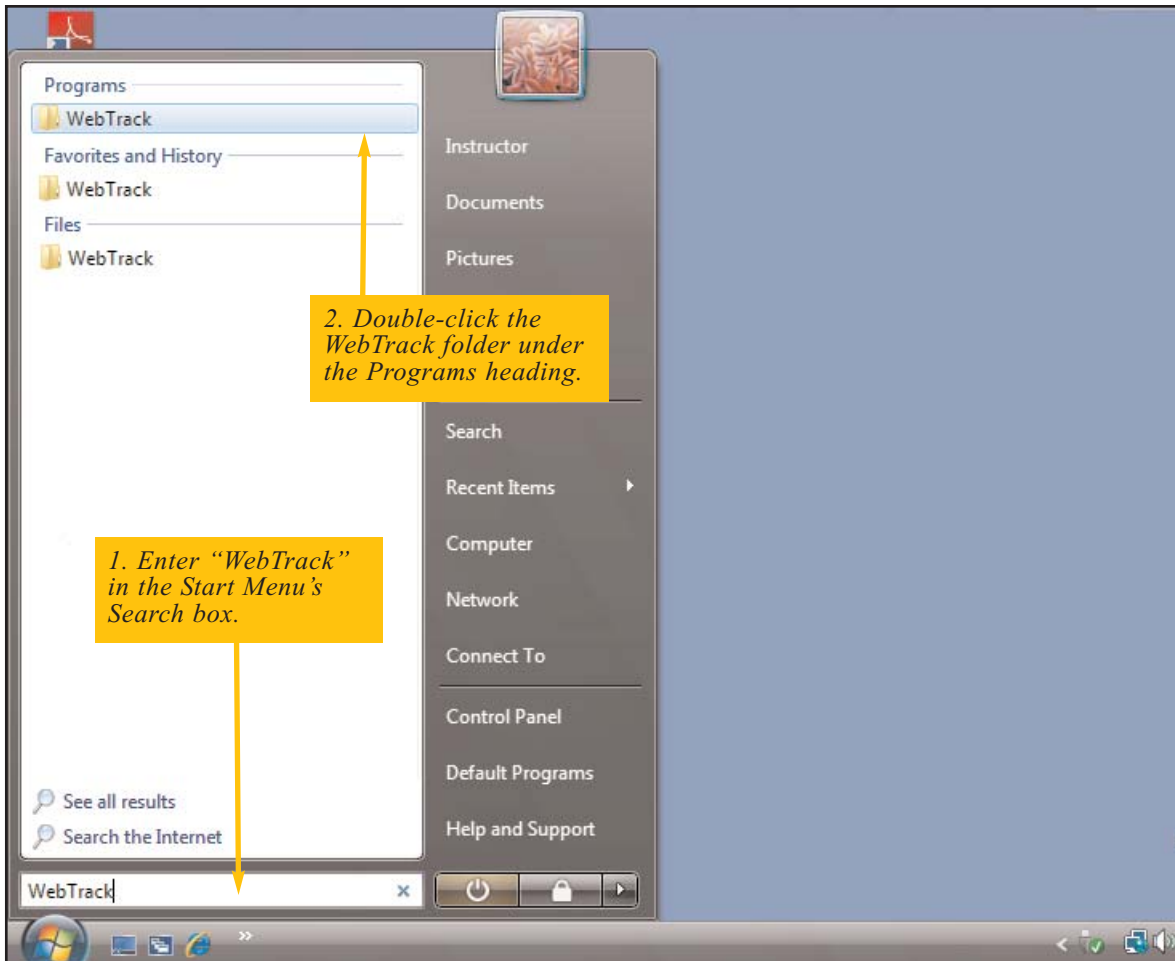 Programs
WebTrack
Favorites and History
WebTrack
Files
WebTrack
2. Double-click the
WebTrack folder under
the Programs heading.
1. Enter “WebTrack”
in the Start Menu’s
Search box.
See all results
Search the Internet
WebTrack
Instructor
Documents
Pictures
Search
Recent Items
Computer
Network
Connect To
Control Panel
Default Programs
Help and Support